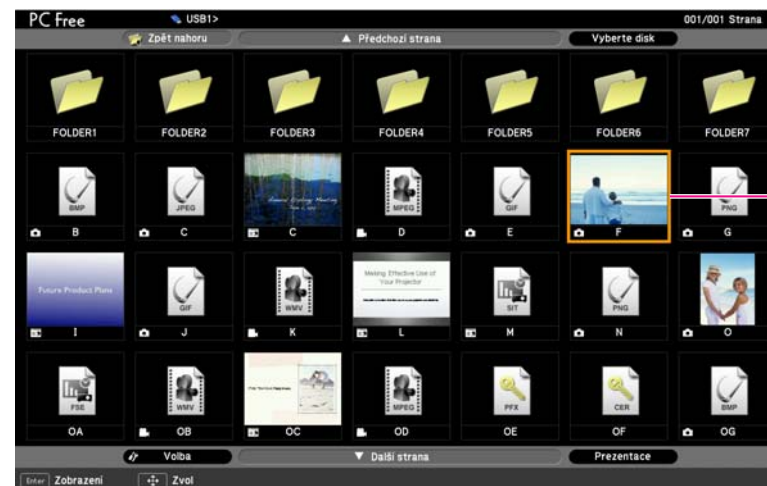 PC Free USB1> 001/001 Strana
Zpět nahoru Předchozí strana Vyberte disk
FOLDER1 FOLDER2 FOLDER3 FOLDER4 FOLDER5 FOLDER6 FOLDER7
BMP JPEG MPEG GIF PNG
B C C D E F G
Future Product Plans GIF WMV Making Effective Use of Your Projector SIT PNG
I J K L M N O
FSE WMV MPEG PFX CER BMP
OA OB OC OD OE OF OG
Volba Další strana Prezentace
Enter Zobrazení Zvol